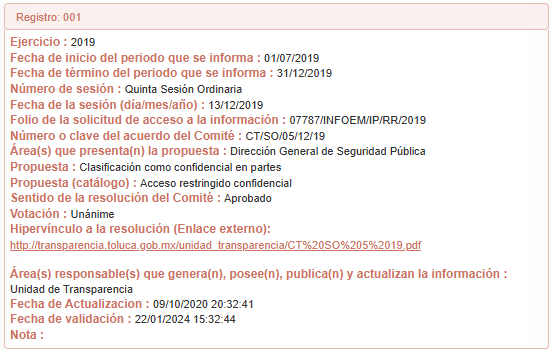 Registro: 001
Ejercicio : 2019
Fecha de inicio del periodo que se informa : 01/07/2019
Fecha de término del periodo que se informa : 31/12/2019
Número de sesión : Quinta Sesión Ordinaria
Fecha de la sesión (día/mes/año) : 13/12/2019
Folio de la solicitud de acceso a la información : 07787/INFOEM/IP/RR/2019
Número o clave del acuerdo del Comité : CT/SO/05/12/19
Área(s) que presenta(n) la propuesta : Dirección General de Seguridad Pública
Propuesta : Clasificación como confidencial en partes
Propuesta (catálogo) : Acceso restringido confidencial
Sentido de la resolución del Comité : Aprobado
Votación : Unánime
Hipervínculo a la resolución (Enlace externo):
http://transparencia.toluca.gob.mx/unidad_transparencia/CT%20SO%205%2019.pdf
Área(s) responsable(s) que genera(n), posee(n), publica(n) y actualizan la información :
Unidad de Transparencia
Fecha de Actualizacion : 09/10/2020 20:32:41
Fecha de validación : 22/01/2024 15:32:44
Nota :